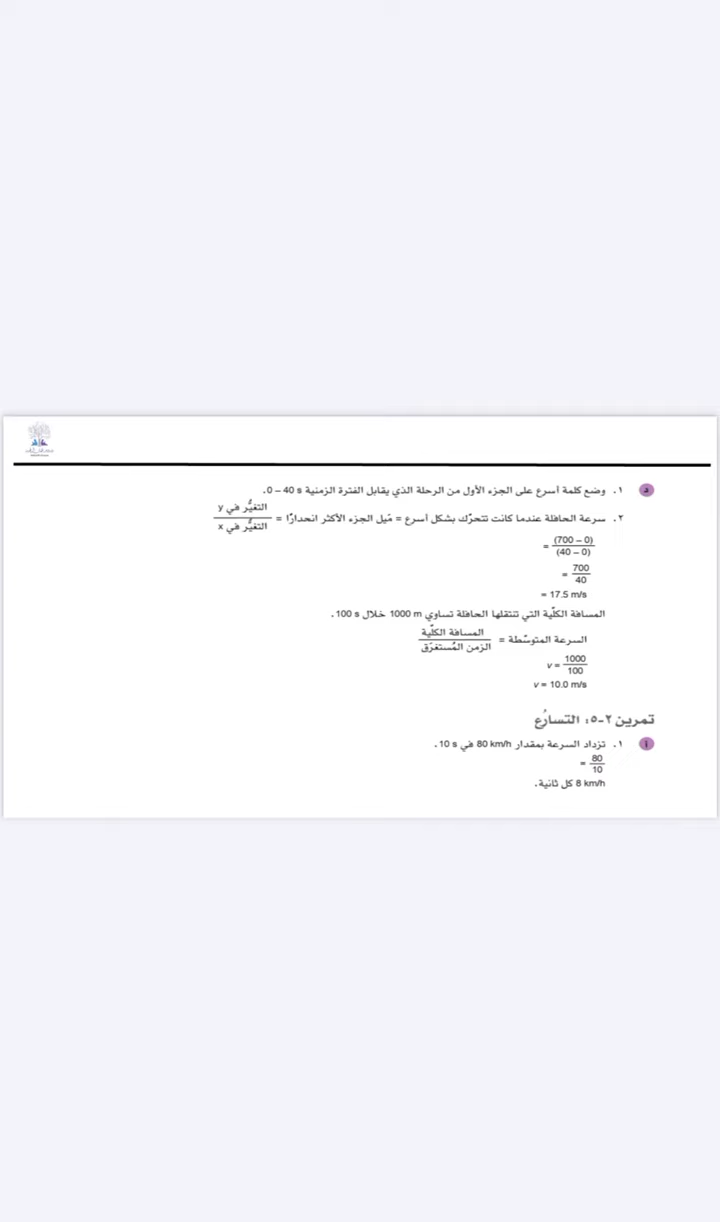 د ١. وضع كلمة أسرع على الجزء الأول من الرحلة الذي يقابل الفترة الزمنية 0 – 40 s.
٢. سرعة الحافلة عندما كانت تتحرّك بشكل أسرع = مَيل الجزء الأكثر انحدارًا = التغيُّر في y / التغيُّر في x
= (700 – 0) / (40 – 0)
= 700 / 40
= 17.5 m/s
المسافة الكلّية التي تنتقلها الحافلة تساوي 1000 m خلال 100 s.
السرعة المتوسّطة = المسافة الكلّية / الزمن المُستغرَق
v = 1000 / 100
v = 10.0 m/s
تمرين ٢-٥: التسارُع
أ ١. تزداد السرعة بمقدار 80 km/h في 10 s.
= 80 / 10
8 km/h كل ثانية.